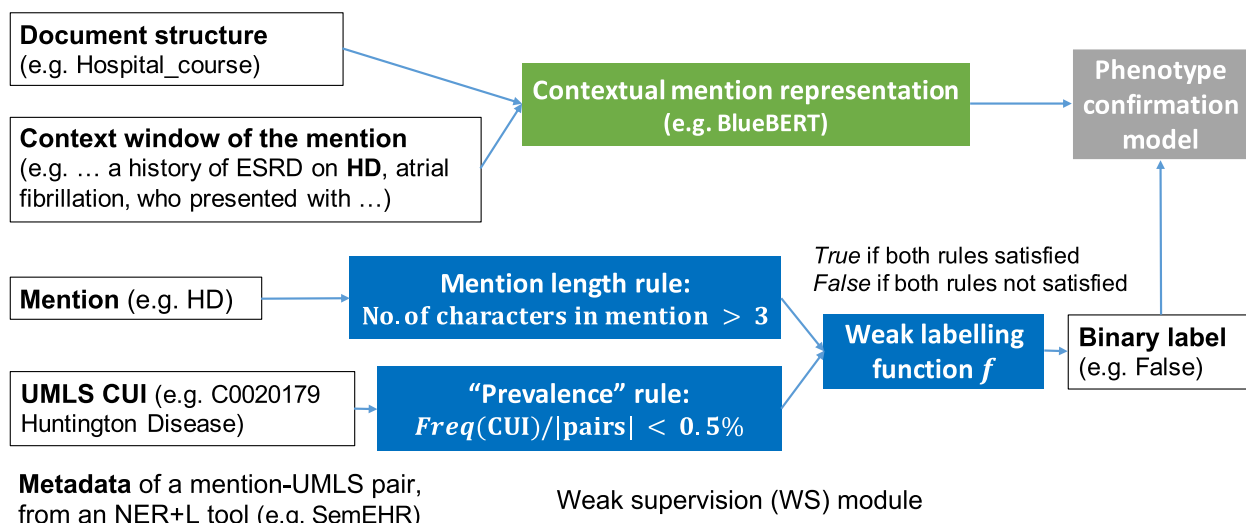 Document structure
(e.g. Hospital_course)
Contextual mention representation
(e.g. BlueBERT)
Phenotype
confirmation
model
Context window of the mention
(e.g. … a history of ESRD on HD, atrial
fibrillation, who presented with …)
True if both rules satisfied
False if both rules not satisfied
Mention (e.g. HD)
Mention length rule:
No. of characters in mention > 3
Weak labelling
function f
Binary label
(e.g. False)
UMLS CUI (e.g. C0020179
Huntington Disease)
“Prevalence” rule:
Freq(CUI)/|pairs| < 0.5%
Metadata of a mention-UMLS pair,
from an NER+L tool (e.g. SemEHR)
Weak supervision (WS) module